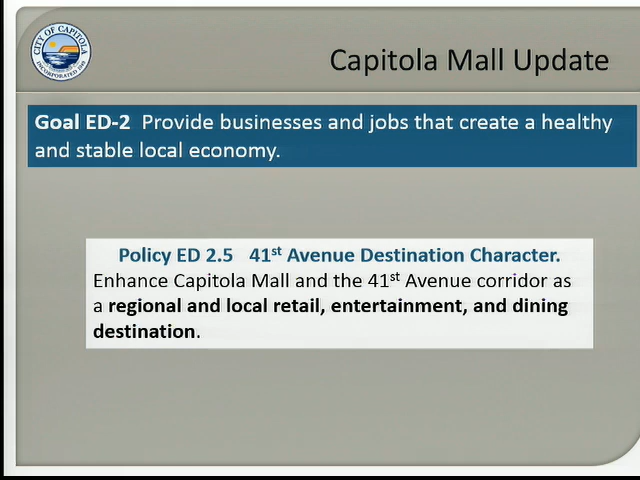 CITY OF CAPITOLA
INCORPORATED 1949
Capitola Mall Update
Goal ED-2 Provide businesses and jobs that create a healthy
and stable local economy.
Policy ED 2.5 41st Avenue Destination Character.
Enhance Capitola Mall and the 41st Avenue corridor as
a regional and local retail, entertainment, and dining
destination.